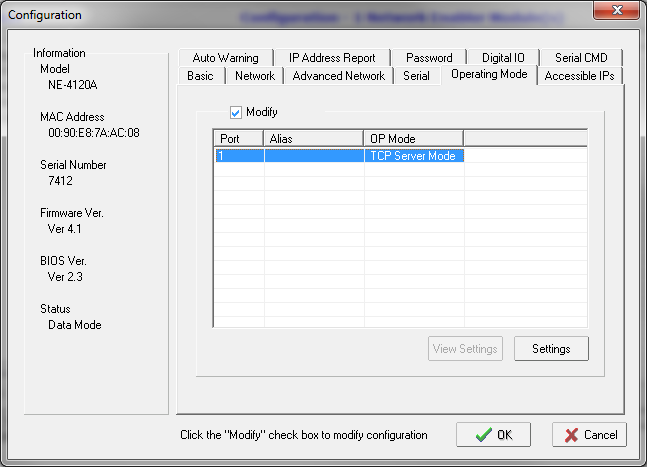 Configuration - 1 Network Enabler Module(s)
Configuration
Information
Model
NE-4120A
MAC Address
00:90:E8:7A:AC:08
Serial Number
7412
Firmware Ver.
Ver 4.1
BIOS Ver.
Ver 2.3
Status
Data Mode
Auto Warning IP Address Report Password Digital IO Serial CMD
Basic Network Advanced Network Serial Operating Mode Accessible IPs
Modify
Port Alias OP Mode
1 TCP Server Mode
View Settings Settings
Click the "Modify" check box to modify configuration OK Cancel